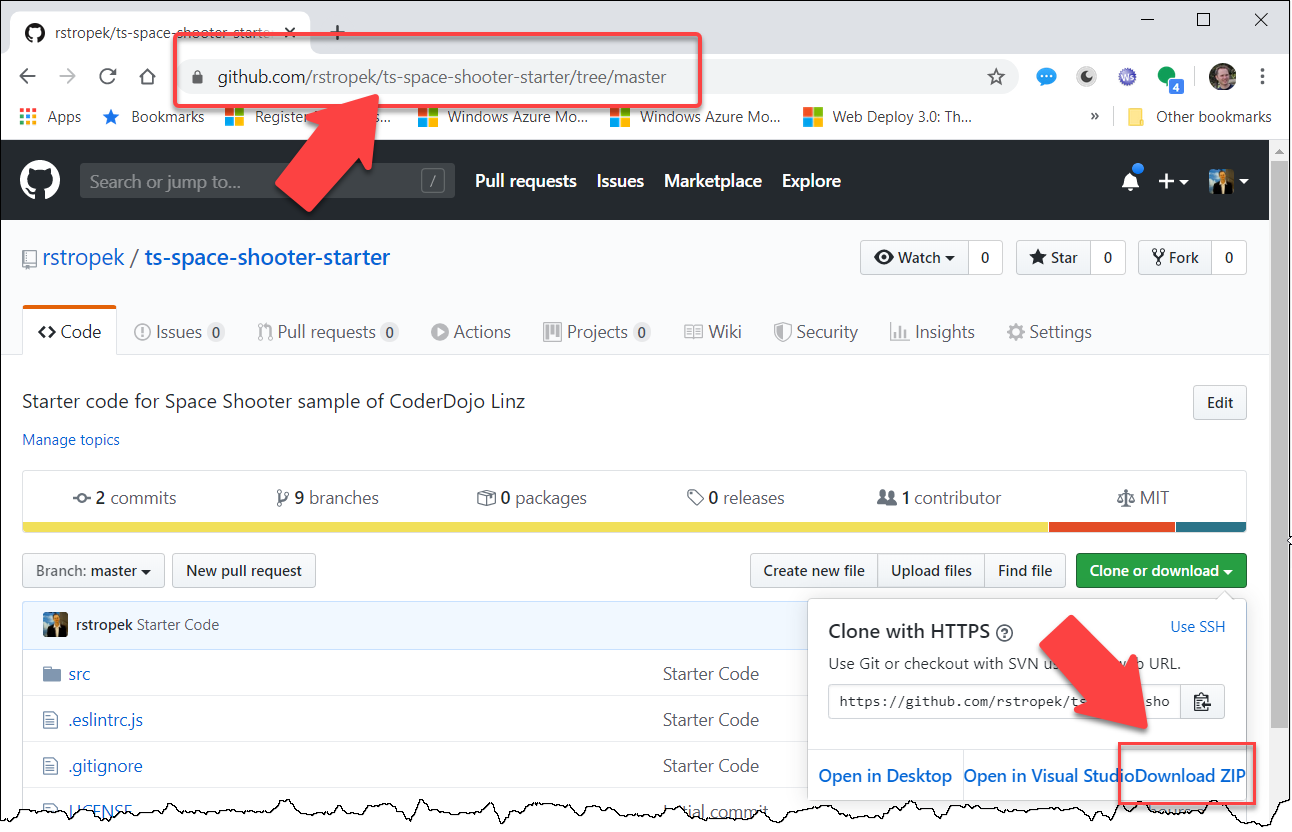 rstropek/ts-space-shooter-starte
github.com/rstropek/ts-space-shooter-starter/tree/master
Ws
4
Apps Bookmarks Register Windows Azure Mo... Windows Azure Mo... Web Deploy 3.0: Th... » Other bookmarks
Search or jump to... / Pull requests Issues Marketplace Explore
rstropek / ts-space-shooter-starter Watch 0 Star 0 Fork 0
Code Issues 0 Pull requests 0 Actions Projects 0 Wiki Security Insights Settings
Starter code for Space Shooter sample of CoderDojo Linz Edit
Manage topics
2 commits 9 branches 0 packages 0 releases 1 contributor MIT
Branch: master New pull request Create new file Upload files Find file Clone or download
rstropek Starter Code
Clone with HTTPS ? Use SSH
Use Git or checkout with SVN web URL.
src Starter Code
https://github.com/rstropek/ts sho
.eslintrc.js Starter Code
.gitignore Starter Code
Open in Desktop Open in Visual Studio Download ZIP
LICENSE Initial commit